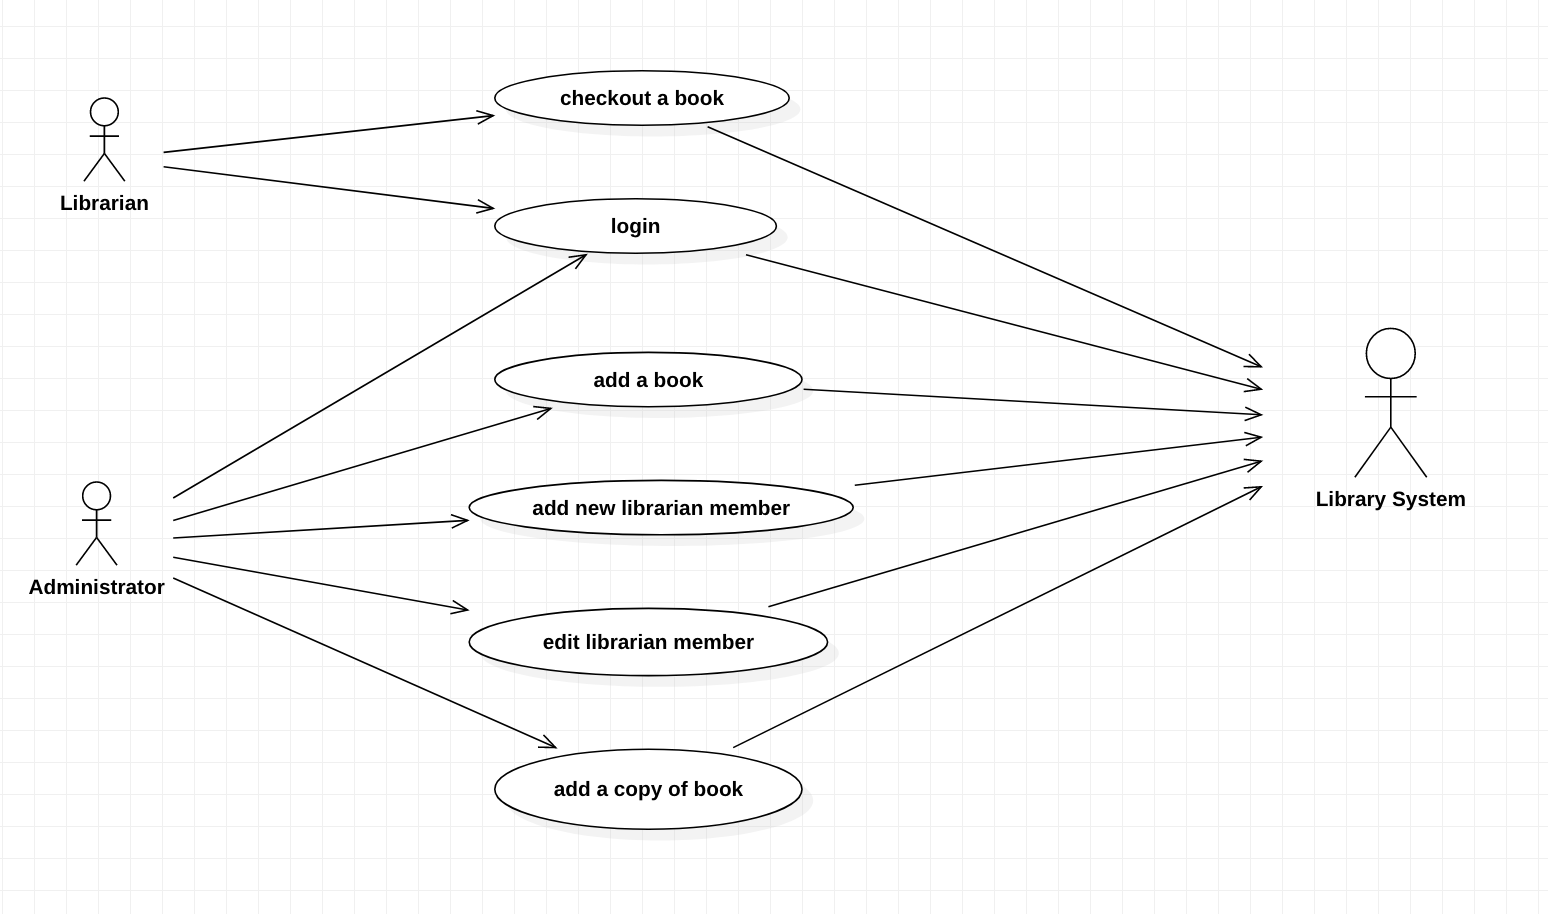 checkout a book
Librarian
login
add a book
Library System
add new librarian member
Administrator
edit librarian member
add a copy of book